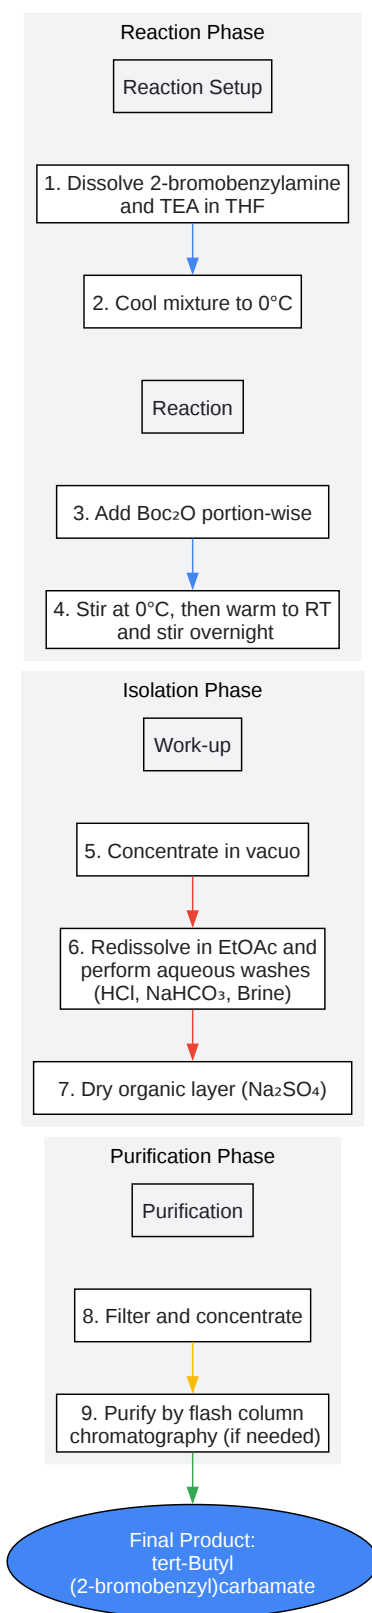 Reaction Phase
Reaction Setup
1. Dissolve 2-bromobenzylamine
and TEA in THF
2. Cool mixture to 0°C
Reaction
3. Add Boc₂O portion-wise
4. Stir at 0°C, then warm to RT
and stir overnight
Isolation Phase
Work-up
5. Concentrate in vacuo
6. Redissolve in EtOAc and
perform aqueous washes
(HCl, NaHCO₃, Brine)
7. Dry organic layer (Na₂SO₄)
Purification Phase
Purification
8. Filter and concentrate
9. Purify by flash column
chromatography (if needed)
Final Product:
tert-Butyl
(2-bromobenzyl)carbamate